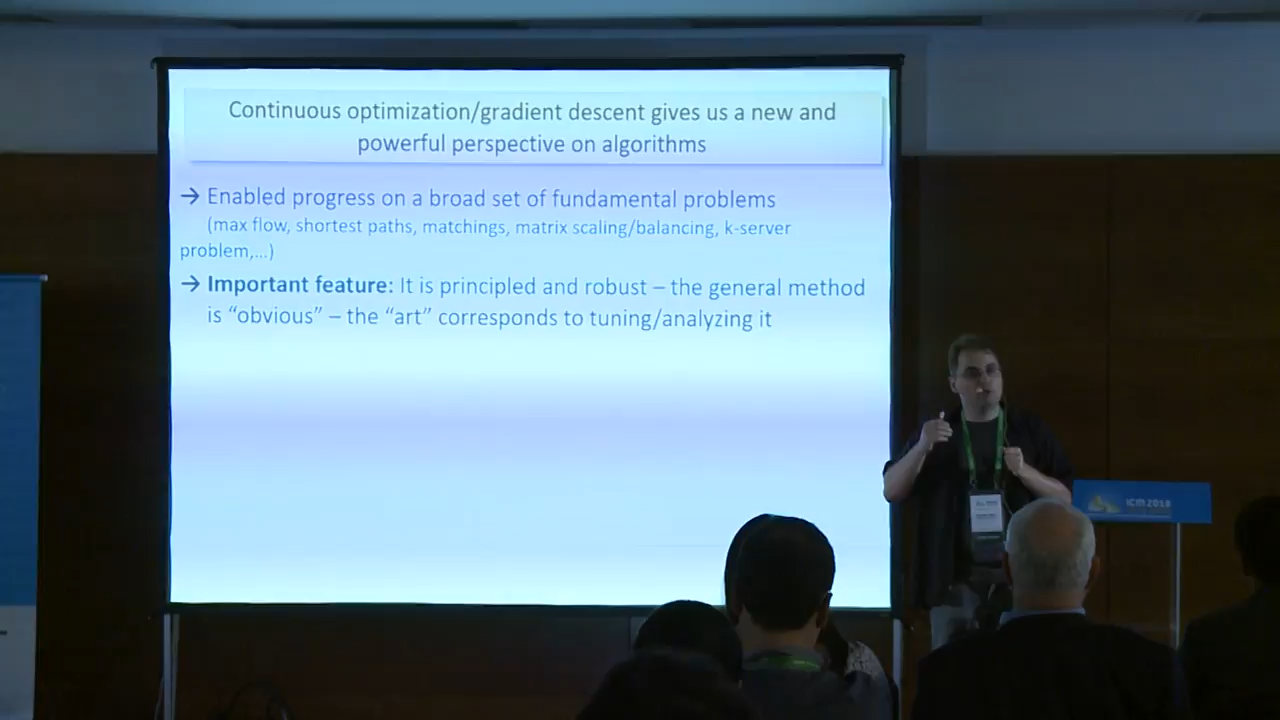 Continuous optimization/gradient descent gives us a new and
powerful perspective on algorithms
→ Enabled progress on a broad set of fundamental problems
(max flow, shortest paths, matchings, matrix scaling/balancing, k-server
problem,...)
→ Important feature: It is principled and robust – the general method
is “obvious” – the “art” corresponds to tuning/analyzing it
ICM 2018